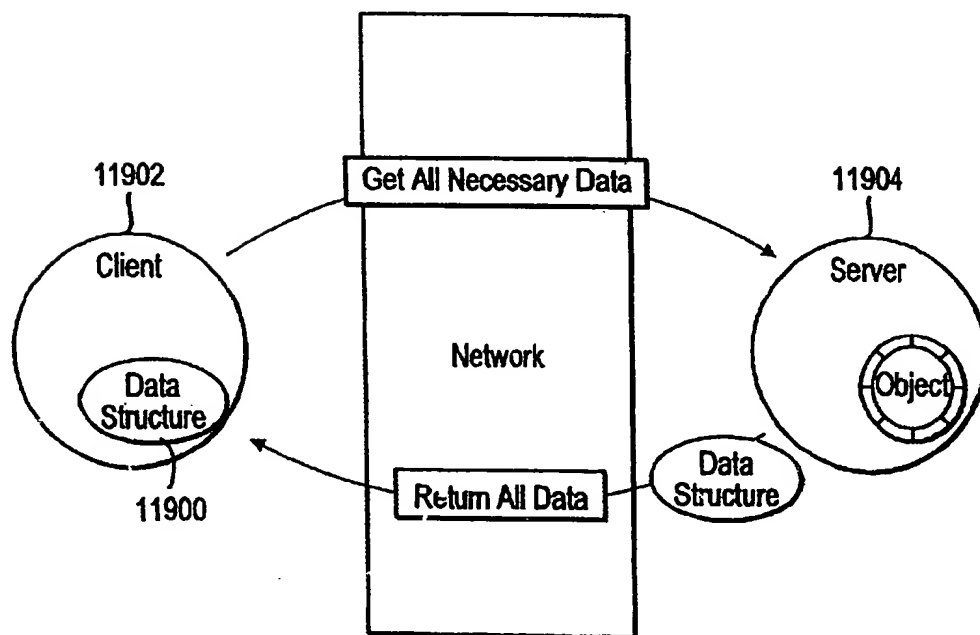 11902
Get All Necessary Data
11904
Client
Server
Network
Data
Structure
Object
Data
Structure
Return All Data
11900